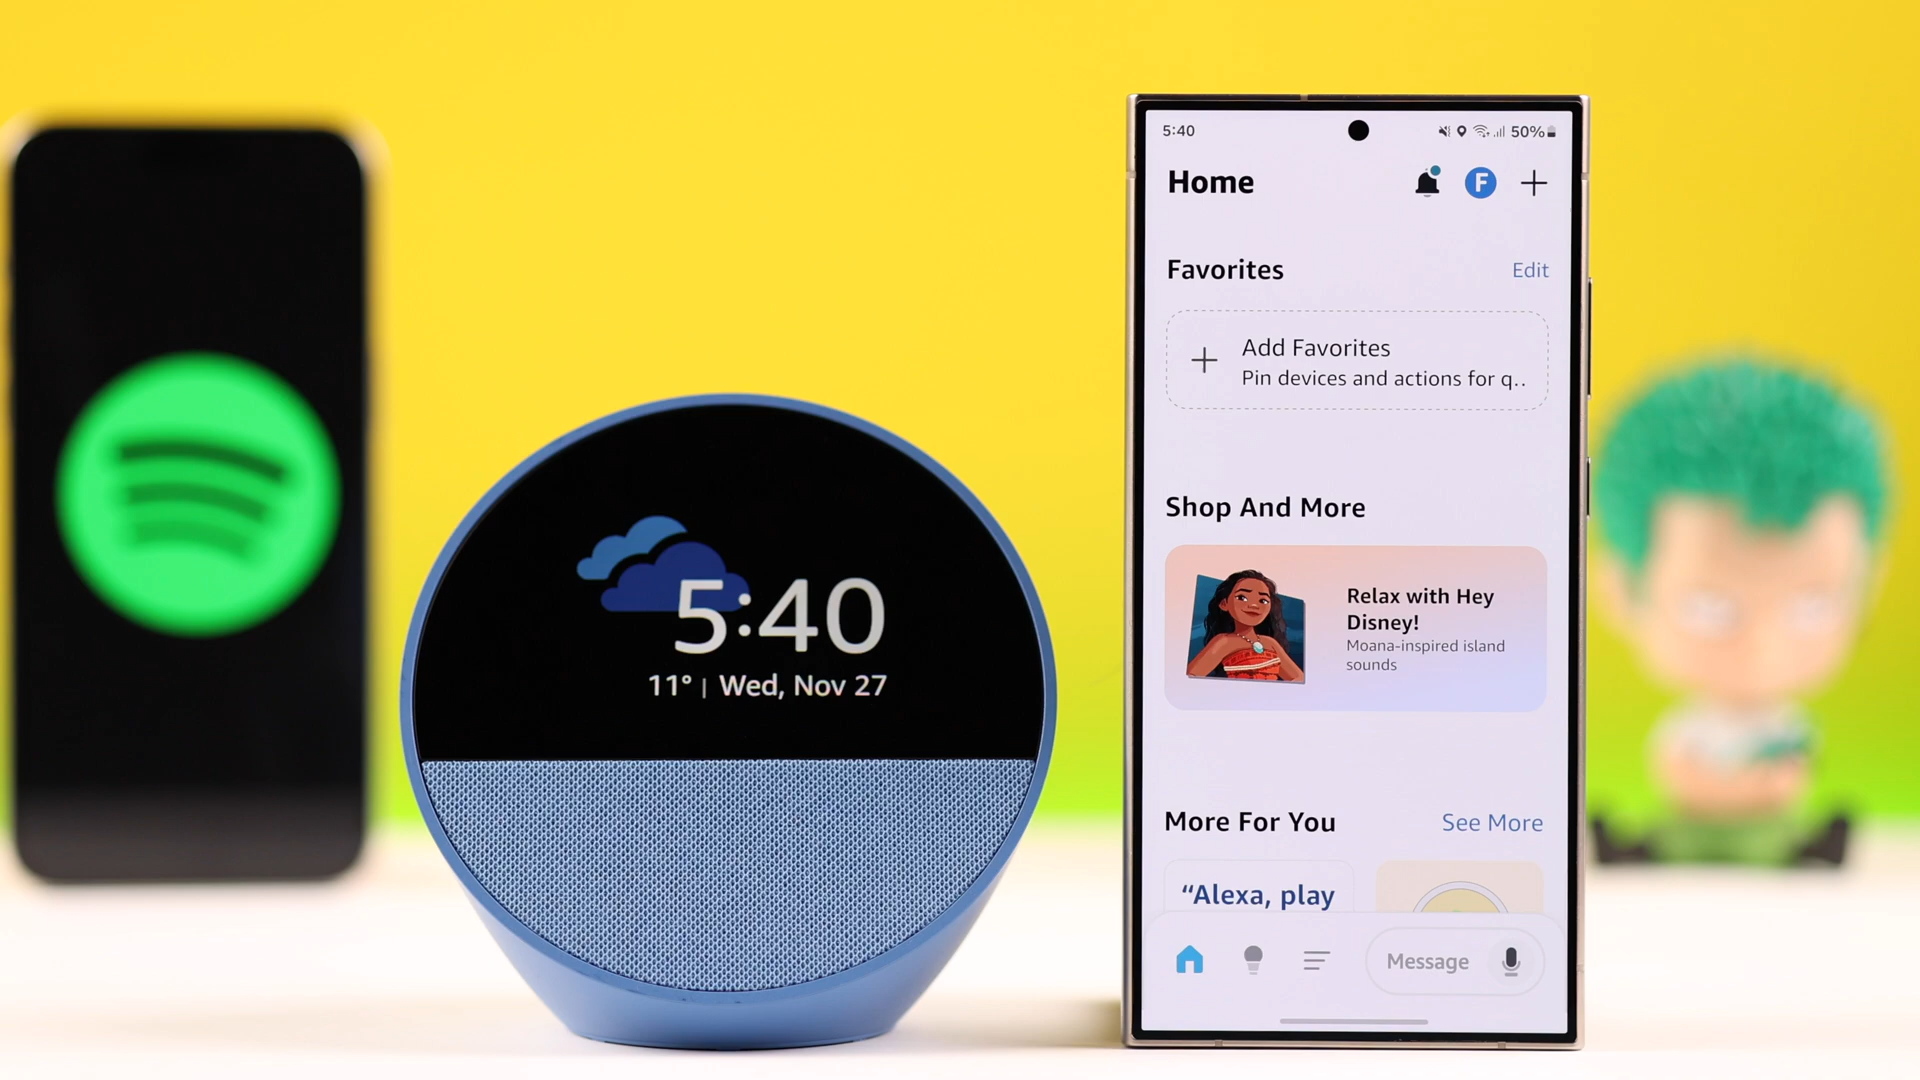 5:40
11° | Wed, Nov 27
5:40
50%
Home
F
Favorites
Edit
Add Favorites
Pin devices and actions for q..
Shop And More
Relax with Hey
Disney!
Moana-inspired island
sounds
More For You
See More
“Alexa, play
Message